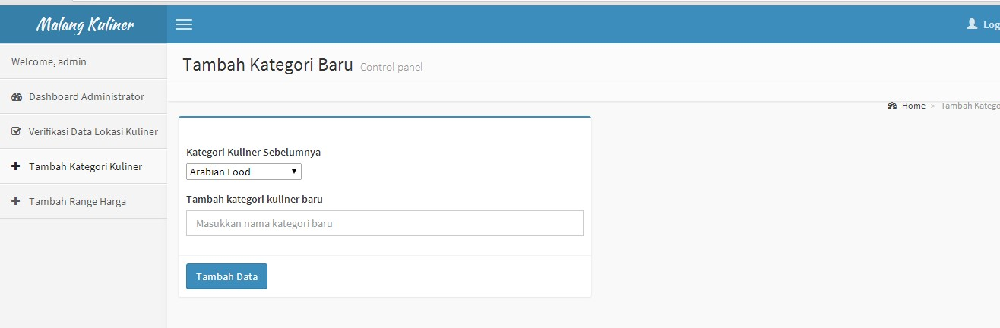 Malang Kuliner
Log
Welcome, admin
Tambah Kategori Baru Control panel
Dashboard Administrator
Home > Tambah Katego
Verifikasi Data Lokasi Kuliner
Tambah Kategori Kuliner
Tambah Range Harga
Kategori Kuliner Sebelumnya
Arabian Food
Tambah kategori kuliner baru
Masukkan nama kategori baru
Tambah Data